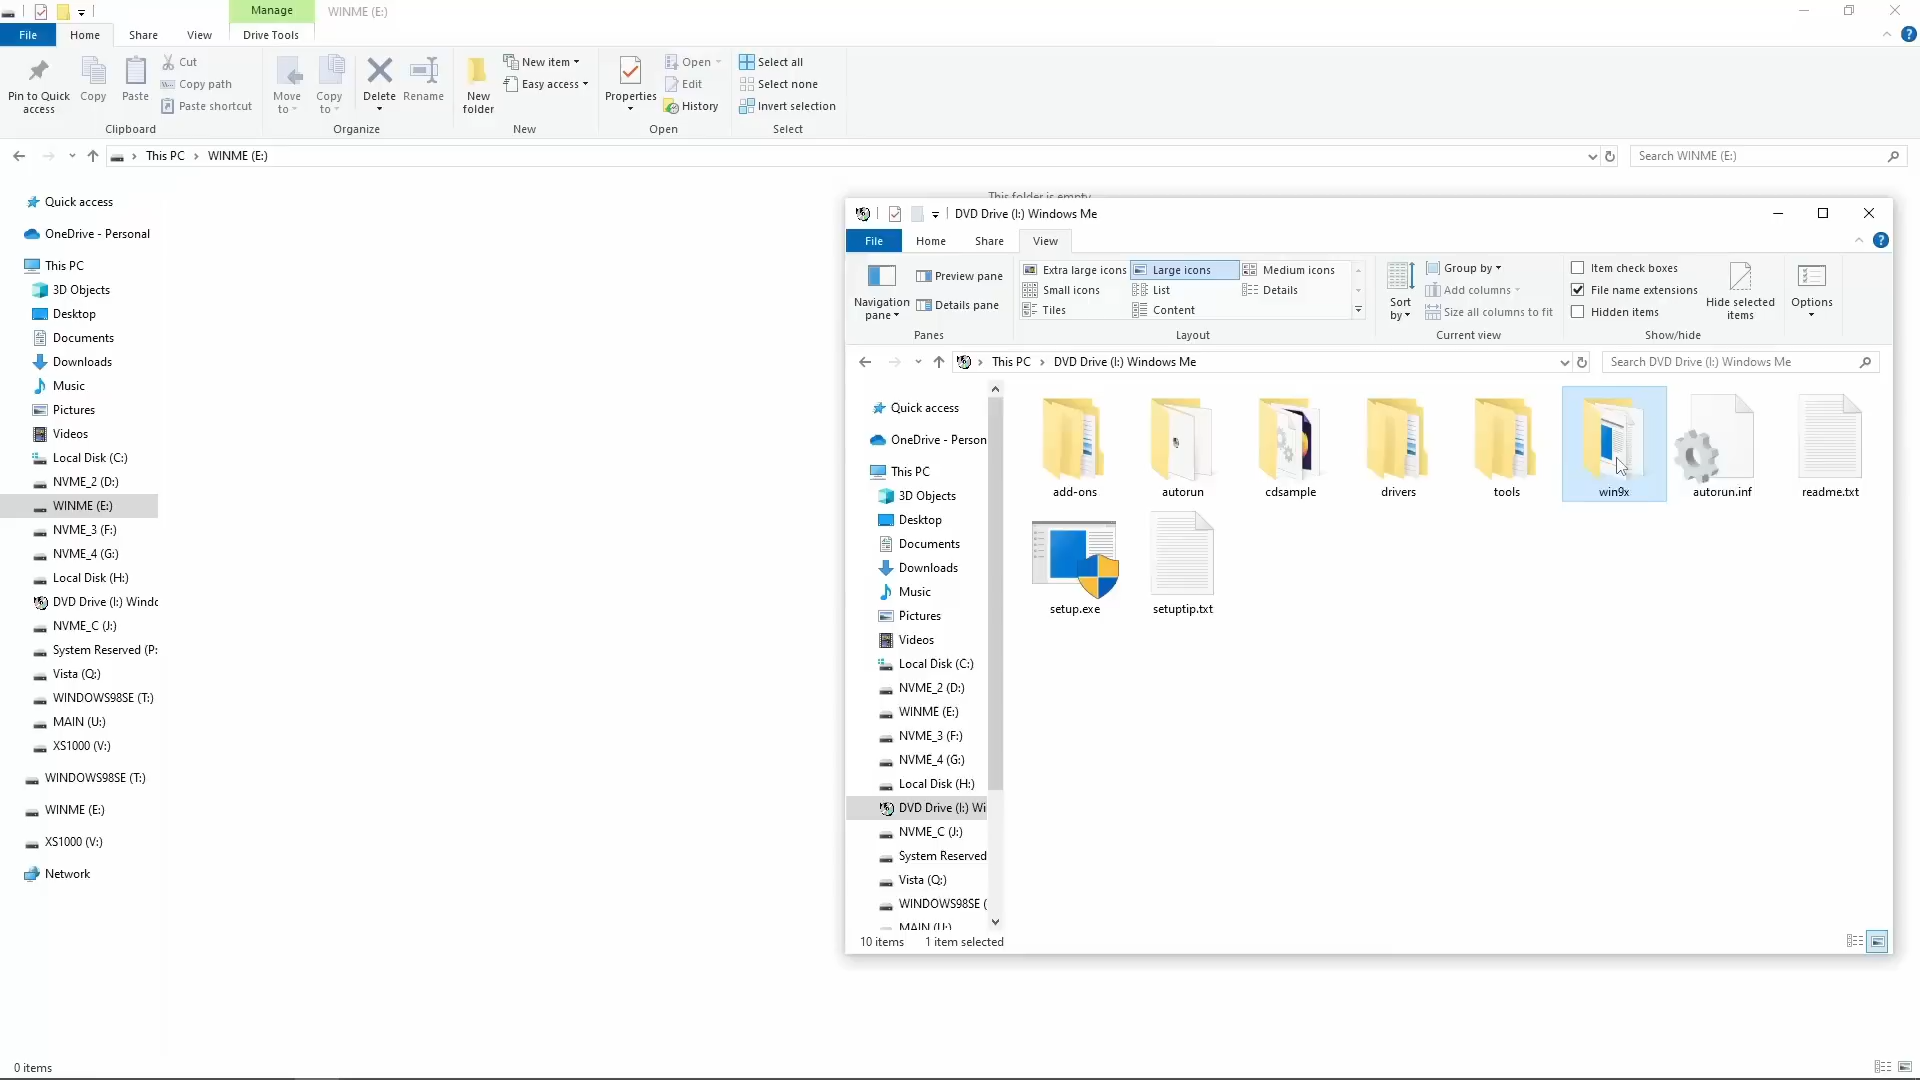 Manage
WINME (E:)
File
Home
Share
View
Drive Tools
Pin to Quick access
Copy
Paste
Cut
Copy path
Paste shortcut
Clipboard
Move to
Copy to
Delete
Rename
Organize
New folder
New item
Easy access
New
Properties
Open
Edit
History
Open
Select all
Select none
Invert selection
Select
This PC
WINME (E:)
Search WINME (E:)
This folder is empty.
Quick access
OneDrive - Personal
This PC
3D Objects
Desktop
Documents
Downloads
Music
Pictures
Videos
Local Disk (C:)
NVME_2 (D:)
WINME (E:)
NVME_3 (F:)
NVME_4 (G:)
Local Disk (H:)
DVD Drive (I:) Windo
NVME_C (J:)
System Reserved (P:
Vista (Q:)
WINDOWS98SE (T:)
MAIN (U:)
XS1000 (V:)
WINDOWS98SE (T:)
WINME (E:)
XS1000 (V:)
Network
0 items
DVD Drive (I:) Windows Me
File
Home
Share
View
Navigation pane
Preview pane
Details pane
Panes
Extra large icons
Large icons
Medium icons
Small icons
List
Details
Tiles
Content
Layout
Sort by
Group by
Add columns
Size all columns to fit
Current view
Item check boxes
File name extensions
Hidden items
Hide selected items
Show/hide
Options
This PC
DVD Drive (I:) Windows Me
Search DVD Drive (I:) Windows Me
Quick access
OneDrive - Person
This PC
3D Objects
Desktop
Documents
Downloads
Music
Pictures
Videos
Local Disk (C:)
NVME_2 (D:)
WINME (E:)
NVME_3 (F:)
NVME_4 (G:)
Local Disk (H:)
DVD Drive (I:) Wi
NVME_C (J:)
System Reserved
Vista (Q:)
WINDOWS98SE (
MAIN (U:)
add-ons
autorun
cdsample
drivers
tools
win9x
autorun.inf
readme.txt
setup.exe
setuptip.txt
10 items
1 item selected